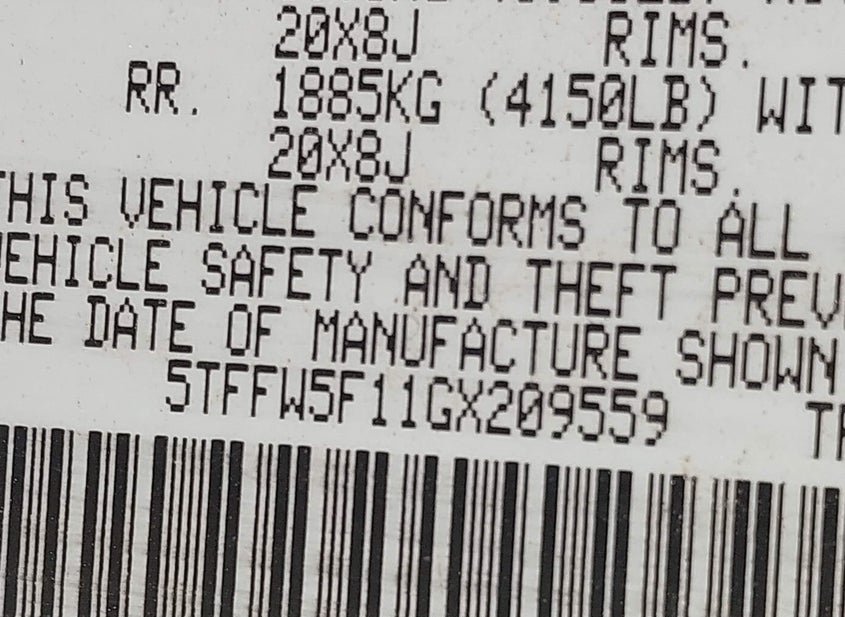 20X8J RIMS.
RR. 1885KG (4150LB) WIT
20X8J RIMS.
THIS VEHICLE CONFORMS TO ALL
VEHICLE SAFETY AND THEFT PREV
HE DATE OF MANUFACTURE SHOWN
5TFFW5F11GX209559